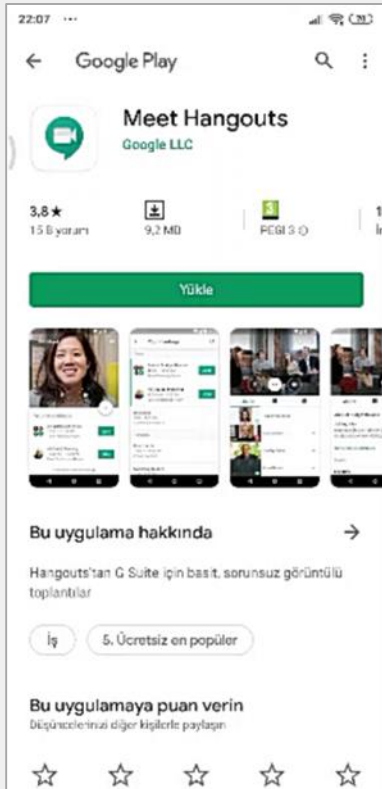 22:07 ...
Google Play
Meet Hangouts
Google LLC
3,8★
15 B yorum
9,2 MB
3
PEGI 3
Yükle
Bu uygulama hakkında
Hangouts'tan G Suite için basit, sorunsuz görüntülü
toplantılar
İş
5. Ücretsiz en popüler
Bu uygulamaya puan verin
Düşüncelerinizi diğer kişilerle paylaşın